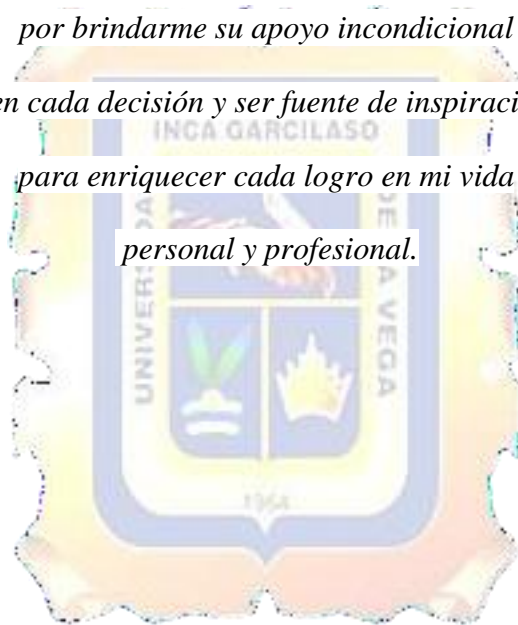 por brindarme su apoyo incondicional
en cada decisión y ser fuente de inspiraci
para enriquecer cada logro en mi vida
personal y profesional.
INCA GARCILASO
UNIVERSIDA
DE LA VEGA
1964